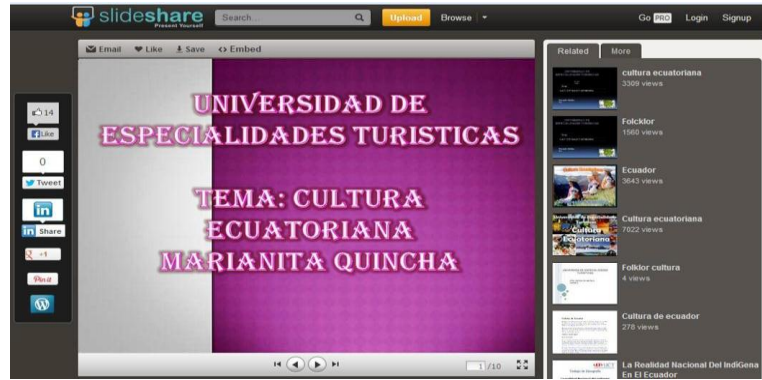 slideshare
Present Yourself
Search...
Upload
Browse
Go PRO
Login
Signup
Email
Like
Save
Embed
14
Like
0
Tweet
in
in Share
+1
Pin it
UNIVERSIDAD DE
ESPECIALIDADES TURISTICAS
TEMA: CULTURA
ECUATORIANA
MARIANITA QUINCHA
1 /10
Related
More
cultura ecuatoriana
3309 views
Folcklor
1560 views
Ecuador
3643 views
Cultura ecuatoriana
7022 views
Folklor cultura
4 views
Cultura de ecuador
278 views
La Realidad Nacional Del IndiGena
En El Ecuador